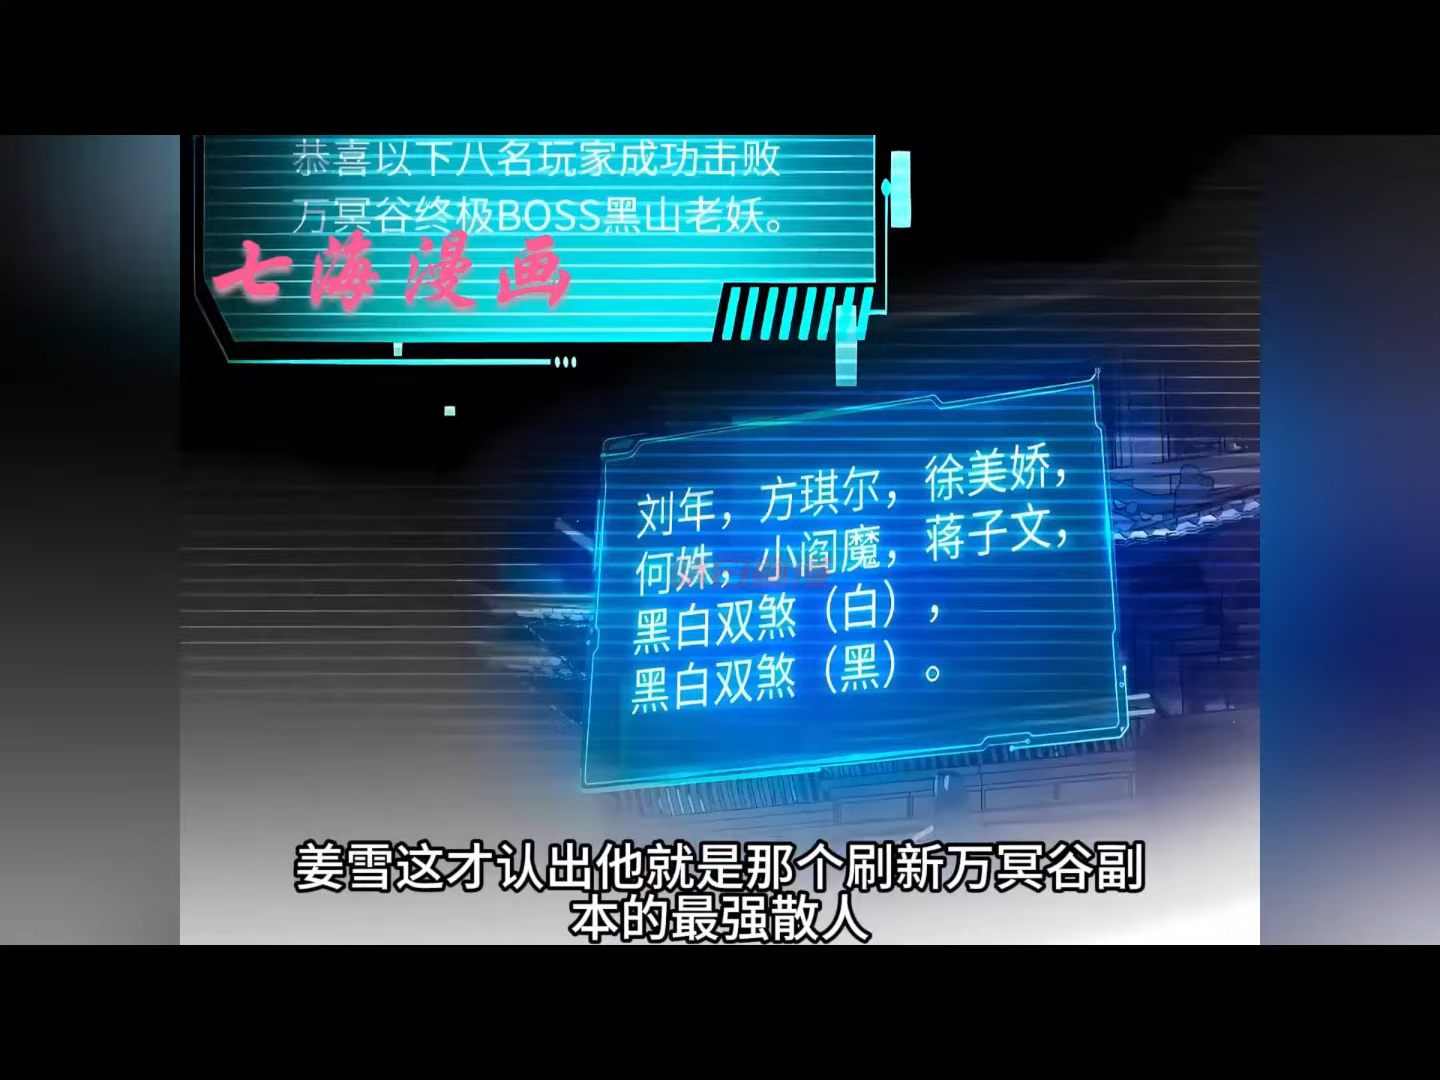 恭喜以下八名玩家成功击败
万冥谷终极BOSS黑山老妖。
七海漫画
刘年，方琪尔，徐美娇，
何姝，小阎魔，蒋子文，
黑白双煞（白），
黑白双煞（黑）。
姜雪这才认出他就是那个刷新万冥谷副
本的最强散人